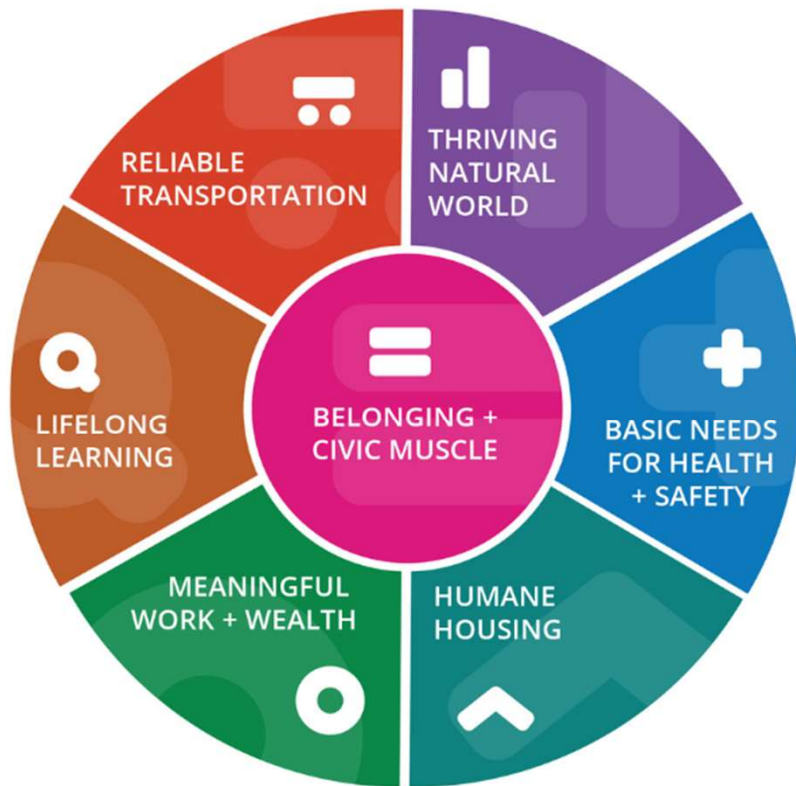 THRIVING
NATURAL
WORLD
BASIC NEEDS
FOR HEALTH
+ SAFETY
HUMANE
HOUSING
MEANINGFUL
WORK + WEALTH
LIFELONG
LEARNING
RELIABLE
TRANSPORTATION
BELONGING +
CIVIC MUSCLE